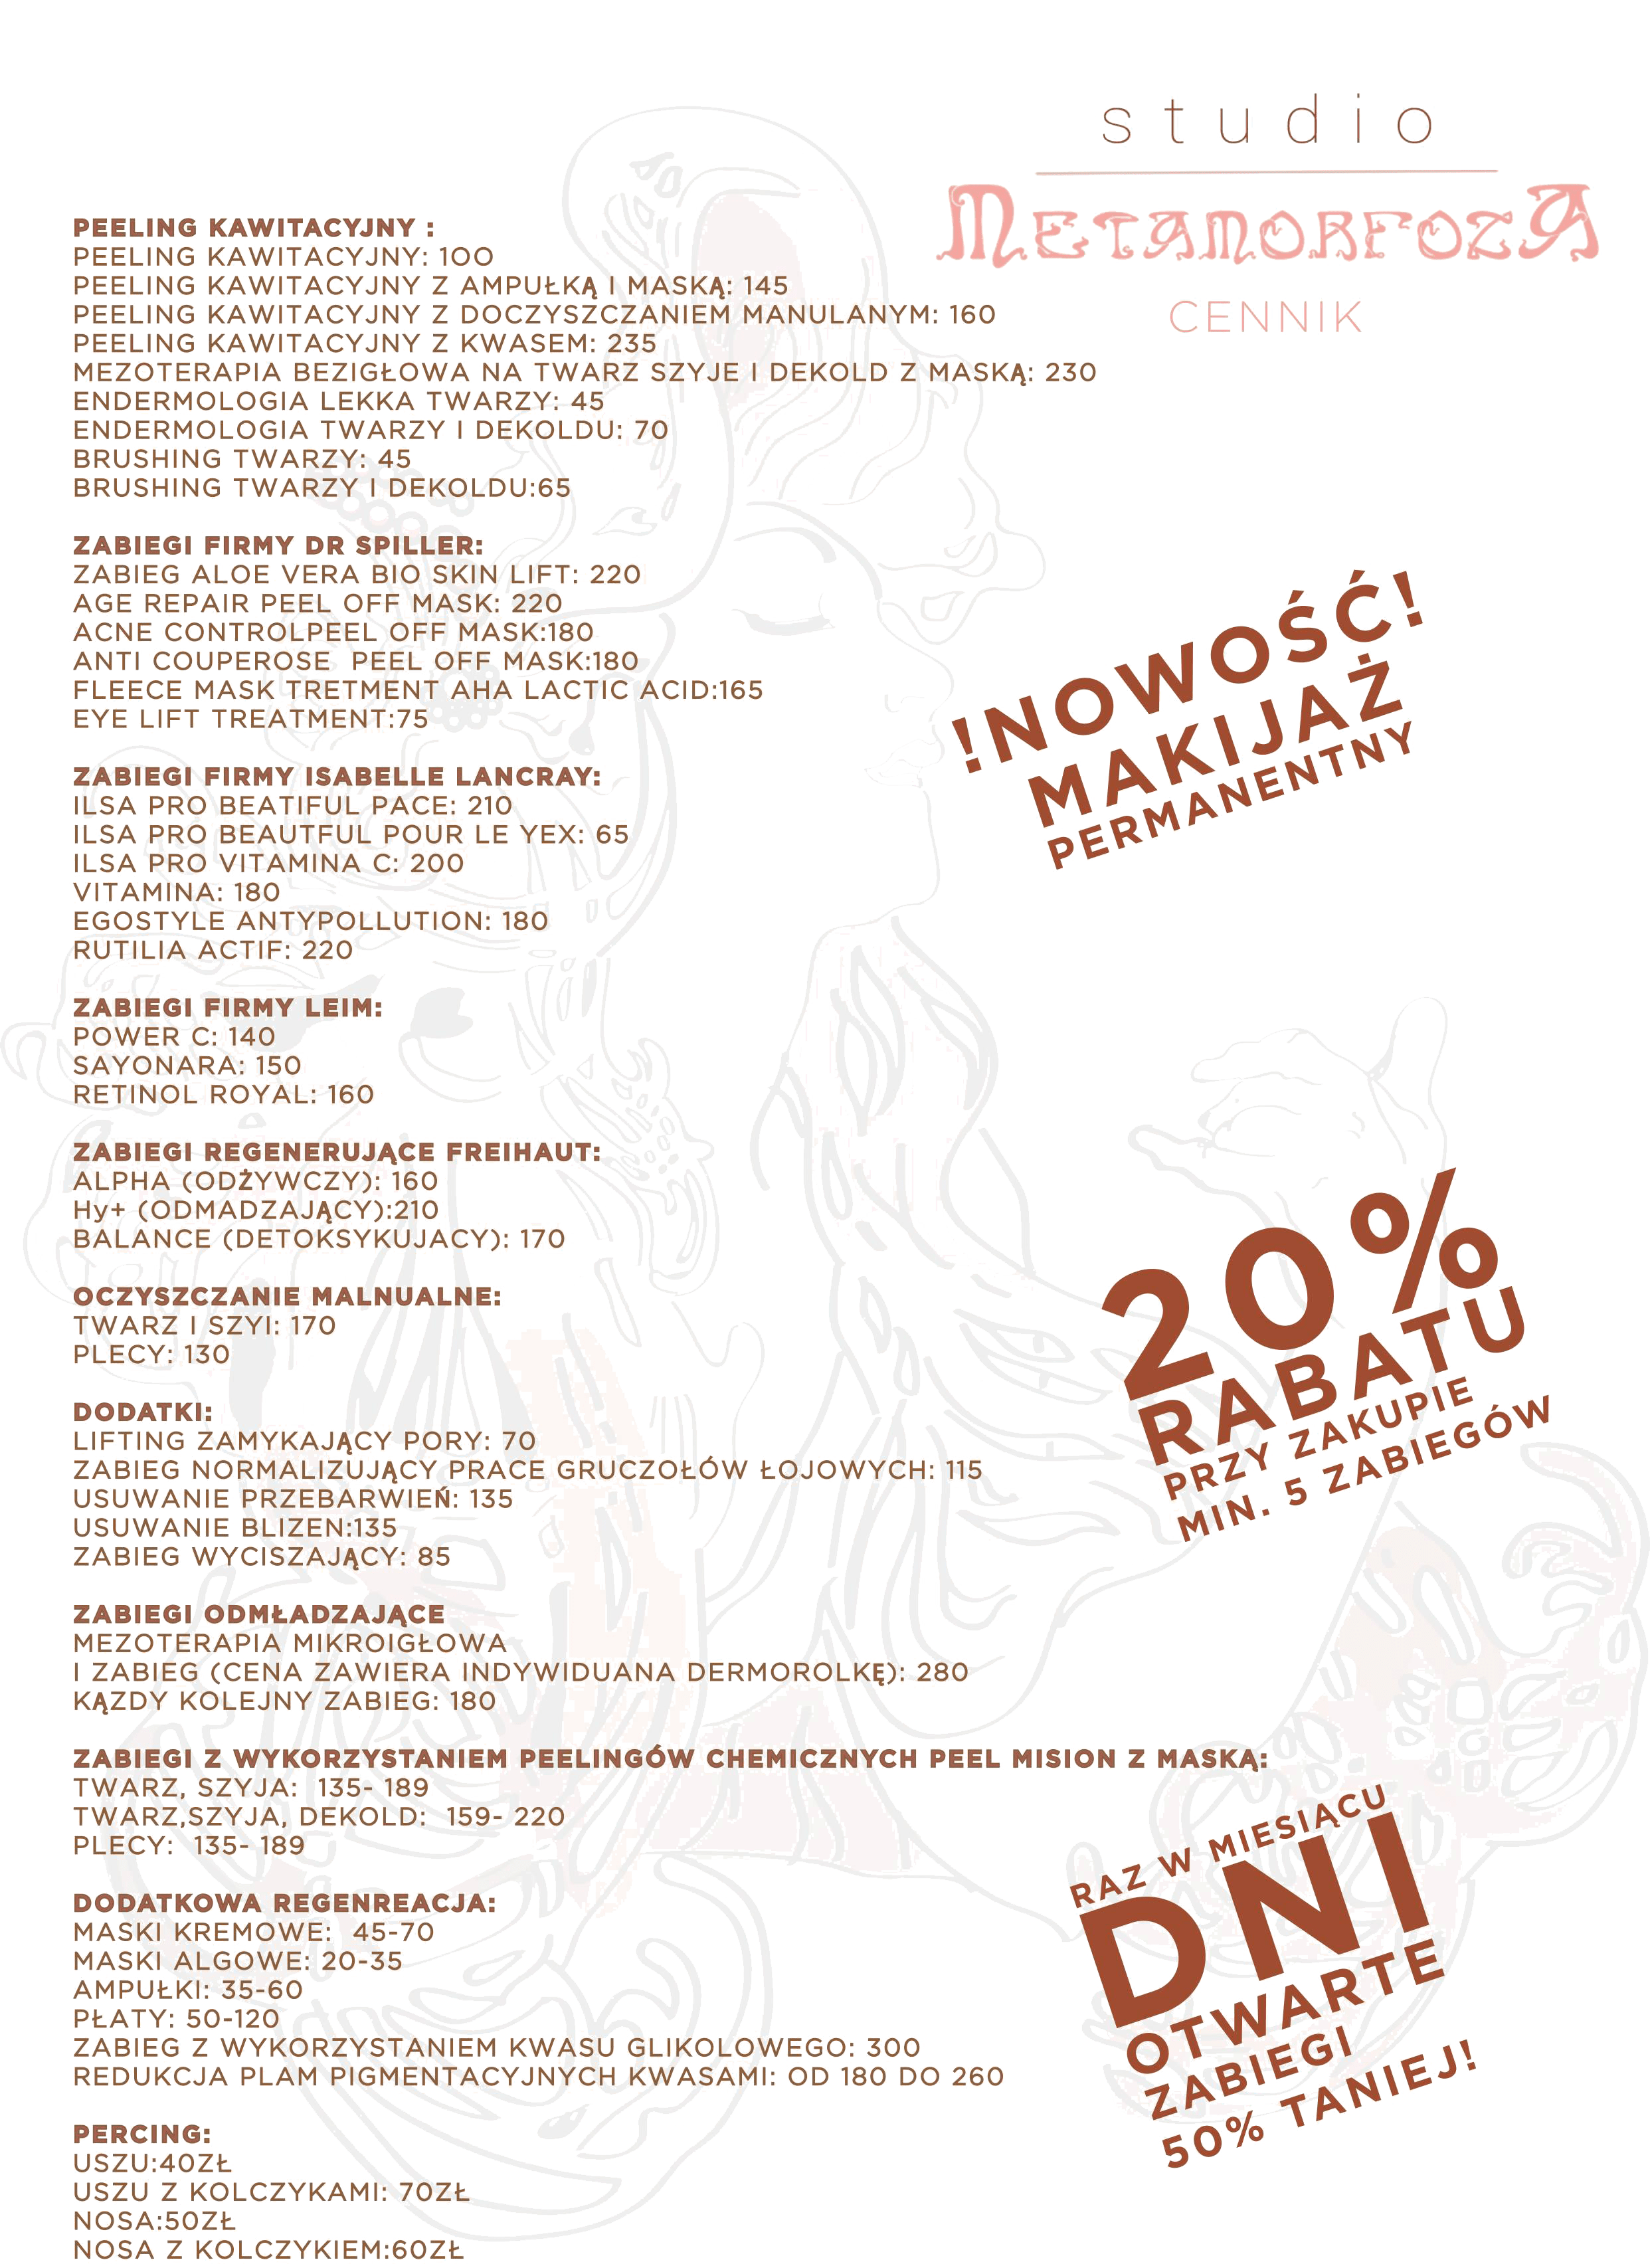 studio
METAMORFOZA
CENNIK
PEELING KAWITACYJNY :
PEELING KAWITACYJNY: 1OO
PEELING KAWITACYJNY Z AMPUŁKĄ I MASKĄ: 145
PEELING KAWITACYJNY Z DOCZYSZCZANIEM MANULANYM: 160
PEELING KAWITACYJNY Z KWASEM: 235
MEZOTERAPIA BEZIGŁOWA NA TWARZ SZYJE I DEKOLD Z MASKĄ: 230
ENDERMOLOGIA LEKKA TWARZY: 45
ENDERMOLOGIA TWARZY I DEKOLDU: 70
BRUSHING TWARZY: 45
BRUSHING TWARZY I DEKOLDU:65
ZABIEGI FIRMY DR SPILLER:
ZABIEG ALOE VERA BIO SKIN LIFT: 220
AGE REPAIR PEEL OFF MASK: 220
ACNE CONTROLPEEL OFF MASK:180
ANTI COUPEROSE  PEEL OFF MASK:180
FLEECE MASK TRETMENT AHA LACTIC ACID:165
EYE LIFT TREATMENT:75
ZABIEGI FIRMY ISABELLE LANCRAY:
ILSA PRO BEATIFUL PACE: 210
ILSA PRO BEAUTFUL POUR LE YEX: 65
ILSA PRO VITAMINA C: 200
VITAMINA: 180
EGOSTYLE ANTYPOLLUTION: 180
RUTILIA ACTIF: 220
ZABIEGI FIRMY LEIM:
POWER C: 140
SAYONARA: 150
RETINOL ROYAL: 160
ZABIEGI REGENERUJĄCE FREIHAUT:
ALPHA (ODŻYWCZY): 160
Hy+ (ODMADZAJĄCY):210
BALANCE (DETOKSYKUJACY): 170
OCZYSZCZANIE MALNUALNE:
TWARZ I SZYI: 170
PLECY: 130
DODATKI:
LIFTING ZAMYKAJĄCY PORY: 70
ZABIEG NORMALIZUJĄCY PRACE GRUCZOŁÓW ŁOJOWYCH: 115
USUWANIE PRZEBARWIEŃ: 135
USUWANIE BLIZEN:135
ZABIEG WYCISZAJĄCY: 85
ZABIEGI ODMŁADZAJĄCE
MEZOTERAPIA MIKROIGŁOWA
I ZABIEG (CENA ZAWIERA INDYWIDUANA DERMOROLKĘ): 280
KĄZDY KOLEJNY ZABIEG: 180
ZABIEGI Z WYKORZYSTANIEM PEELINGÓW CHEMICZNYCH PEEL MISION Z MASKĄ:
TWARZ, SZYJA:  135- 189
TWARZ,SZYJA, DEKOLD:  159- 220
PLECY:  135- 189
DODATKOWA REGENREACJA:
MASKI KREMOWE:  45-70
MASKI ALGOWE: 20-35
AMPUŁKI: 35-60
PŁATY: 50-120
ZABIEG Z WYKORZYSTANIEM KWASU GLIKOLOWEGO: 300
REDUKCJA PLAM PIGMENTACYJNYCH KWASAMI: OD 180 DO 260
PERCING:
USZU:40ZŁ
USZU Z KOLCZYKAMI: 70ZŁ
NOSA:50ZŁ
NOSA Z KOLCZYKIEM:60ZŁ
!NOWOŚĆ!
MAKIJAŻ
PERMANENTNY
20%
RABATU
PRZY ZAKUPIE
MIN. 5 ZABIEGÓW
RAZ W MIESIĄCU
DNI
OTWARTE
ZABIEGI
50% TANIEJ!